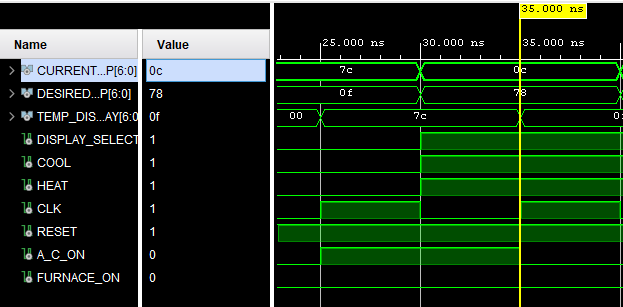 35.000 ns
Name Value 25.000 ns 30.000 ns 35.000 ns
CURRENT...P[6:0] 0c 7c 0c
DESIRED...P[6:0] 78 0f 78
TEMP_DIS...AY[6:0] 0f 00 7c
DISPLAY_SELECT 1
COOL 1
HEAT 1
CLK 1
RESET 1
A_C_ON 0
FURNACE_ON 0